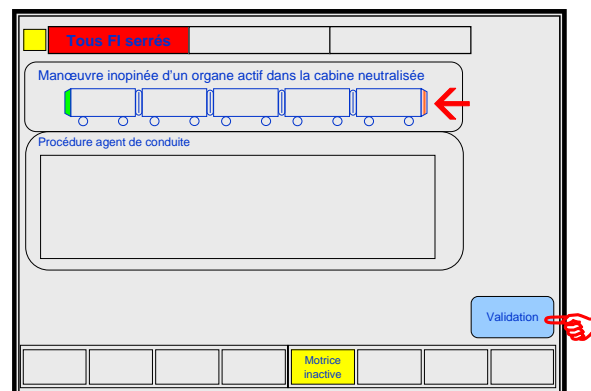 Tous FI serrés
Manœuvre inopinée d'un organe actif dans la cabine neutralisée
Procédure agent de conduite
Validation
Motrice
inactive